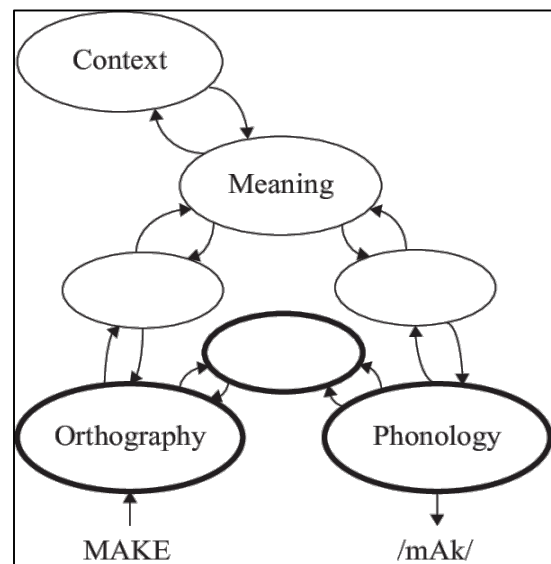 Context
Meaning
Orthography
Phonology
MAKE
/mAk/